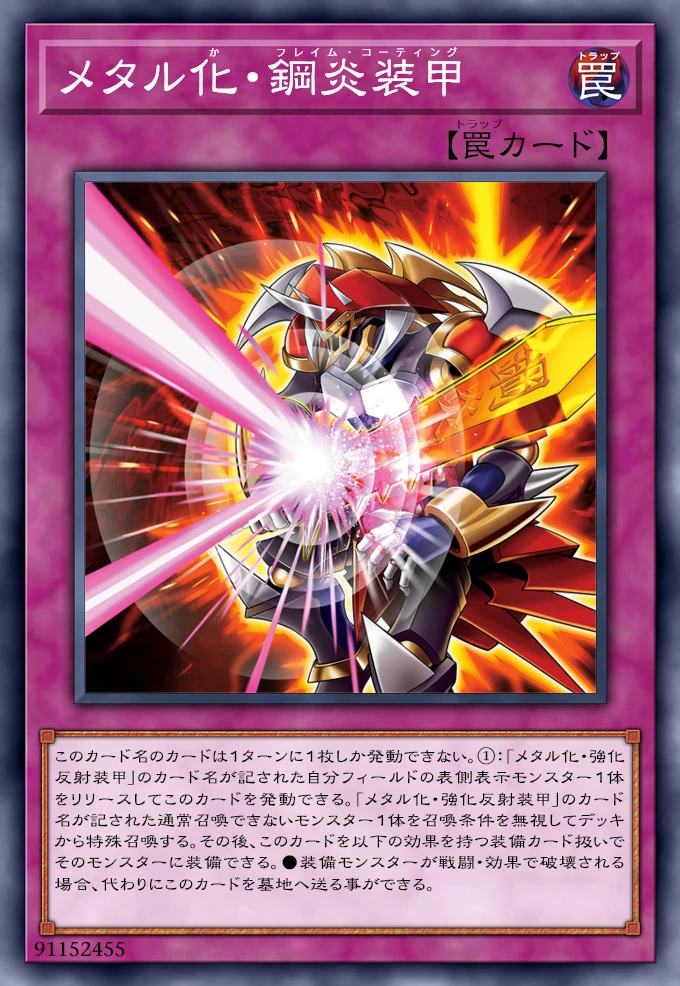 か フレイム・コーティング
メタル化・鋼炎装甲
トラップ
罠
トラップ
【罠カード】
このカード名のカードは1ターンに1枚しか発動できない。①:「メタル化・強化
反射装甲」のカード名が記された自分フィールドの表側表示モンスター1体
をリリースしてこのカードを発動できる。「メタル化・強化反射装甲」のカード
名が記された通常召喚できないモンスター1体を召喚条件を無視してデッキ
から特殊召喚する。その後、このカードを以下の効果を持つ装備カード扱いで
そのモンスターに装備できる。●装備モンスターが戦闘・効果で破壊される
場合、代わりにこのカードを墓地へ送る事ができる。
91152455